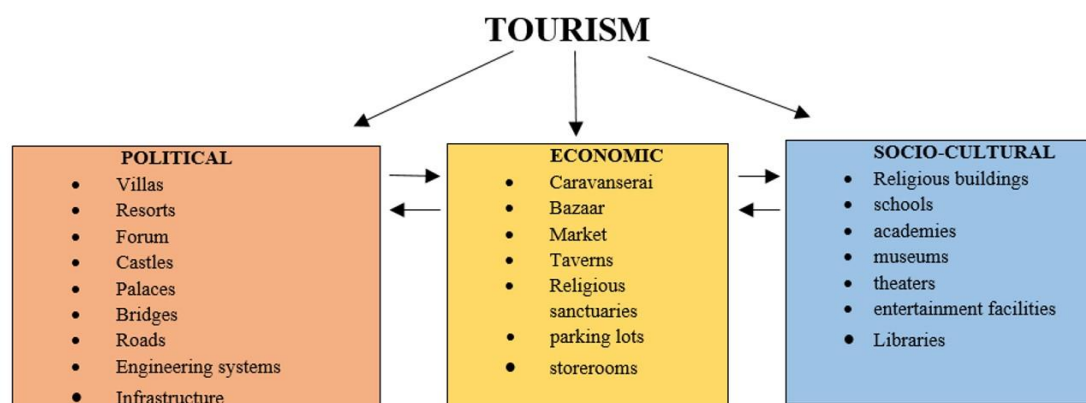 TOURISM
POLITICAL
• Villas
• Resorts
• Forum
• Castles
• Palaces
• Bridges
• Roads
• Engineering systems
• Infrastructure
ECONOMIC
• Caravanserai
• Bazaar
• Market
• Taverns
• Religious
sanctuaries
• parking lots
• storerooms
SOCIO-CULTURAL
• Religious buildings
• schools
• academies
• museums
• theaters
• entertainment facilities
• Libraries